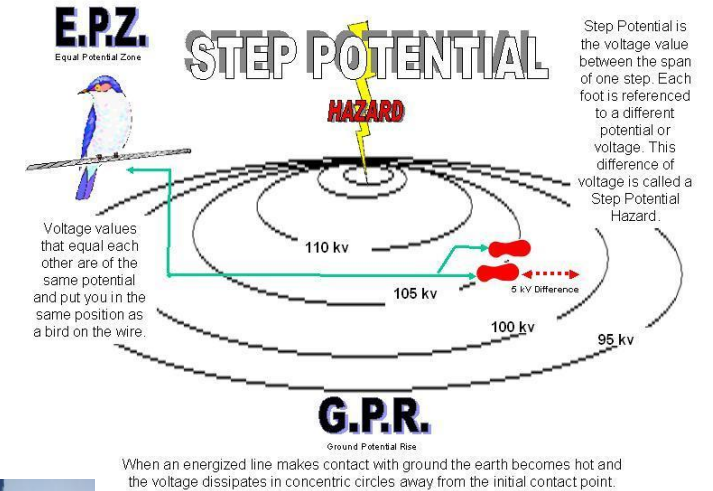 E.P.Z.
Equal Potential Zone
STEP POTENTIAL
HAZARD
Step Potential is
the voltage value
between the span
of one step. Each
foot is referenced
to a different
potential or
voltage. This
difference of
voltage is called a
Step Potential
Hazard.
Voltage values
that equal each
other are of the
same potential
and put you in the
same position as
a bird on the wire.
110 kv
105 kv
5 kV Difference
100 kv
95 kv
G.P.R.
Ground Potential Rise
When an energized line makes contact with ground the earth becomes hot and
the voltage dissipates in concentric circles away from the initial contact point.